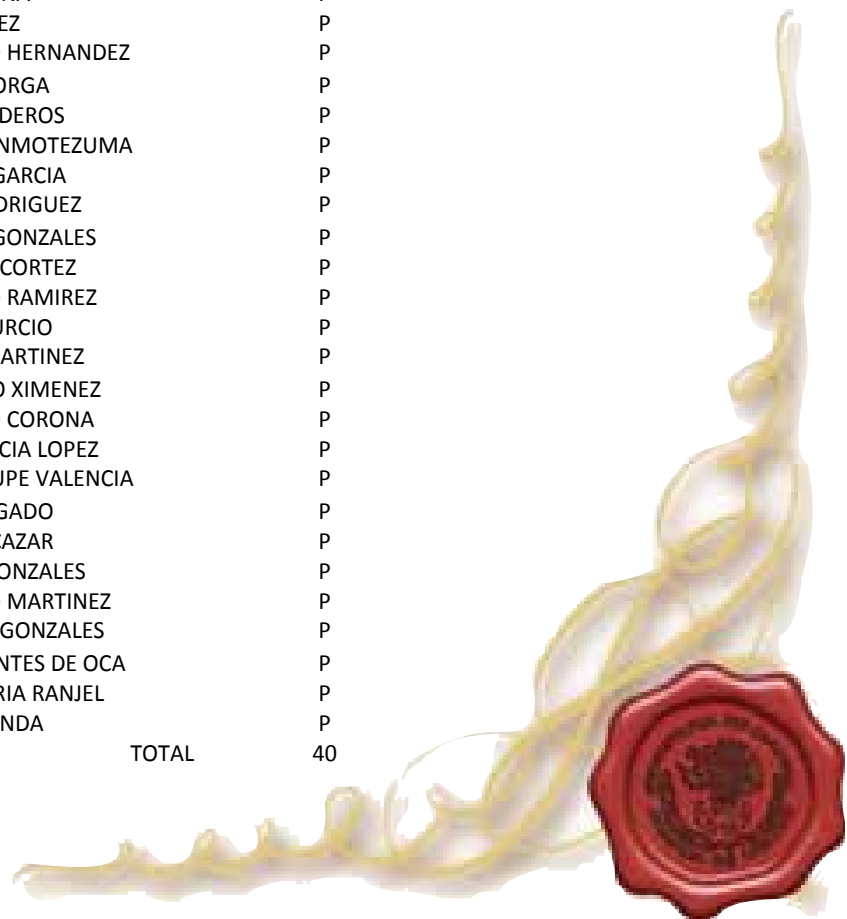 EZ P
HERNANDEZ P
ORGA P
DEROS P
NMOTEZUMA P
GARCIA P
DRIGUEZ P
GONZALES P
CORTEZ P
RAMIREZ P
URCIO P
ARTINEZ P
O XIMENEZ P
CORONA P
CIA LOPEZ P
UPE VALENCIA P
GADO P
CAZAR P
ONZALES P
MARTINEZ P
GONZALES P
NTES DE OCA P
RIA RANJEL P
NDA P
TOTAL 40